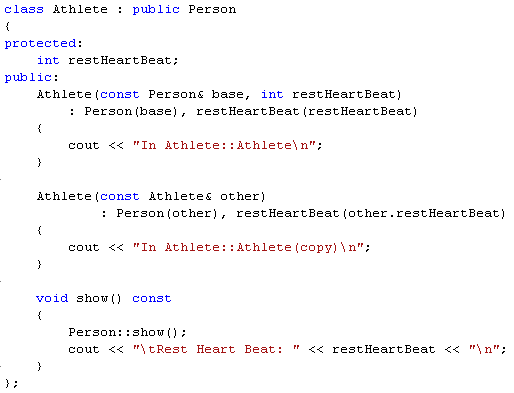 class Athlete : public Person
{
protected:
    int restHeartBeat;
public:
    Athlete(const Person& base, int restHeartBeat)
        : Person(base), restHeartBeat(restHeartBeat)
    {
        cout << "In Athlete::Athlete\n";
    }

    Athlete(const Athlete& other)
            : Person(other), restHeartBeat(other.restHeartBeat)
    {
        cout << "In Athlete::Athlete(copy)\n";
    }

    void show() const
    {
        Person::show();
        cout << "\tRest Heart Beat: " << restHeartBeat << "\n";
    }
};